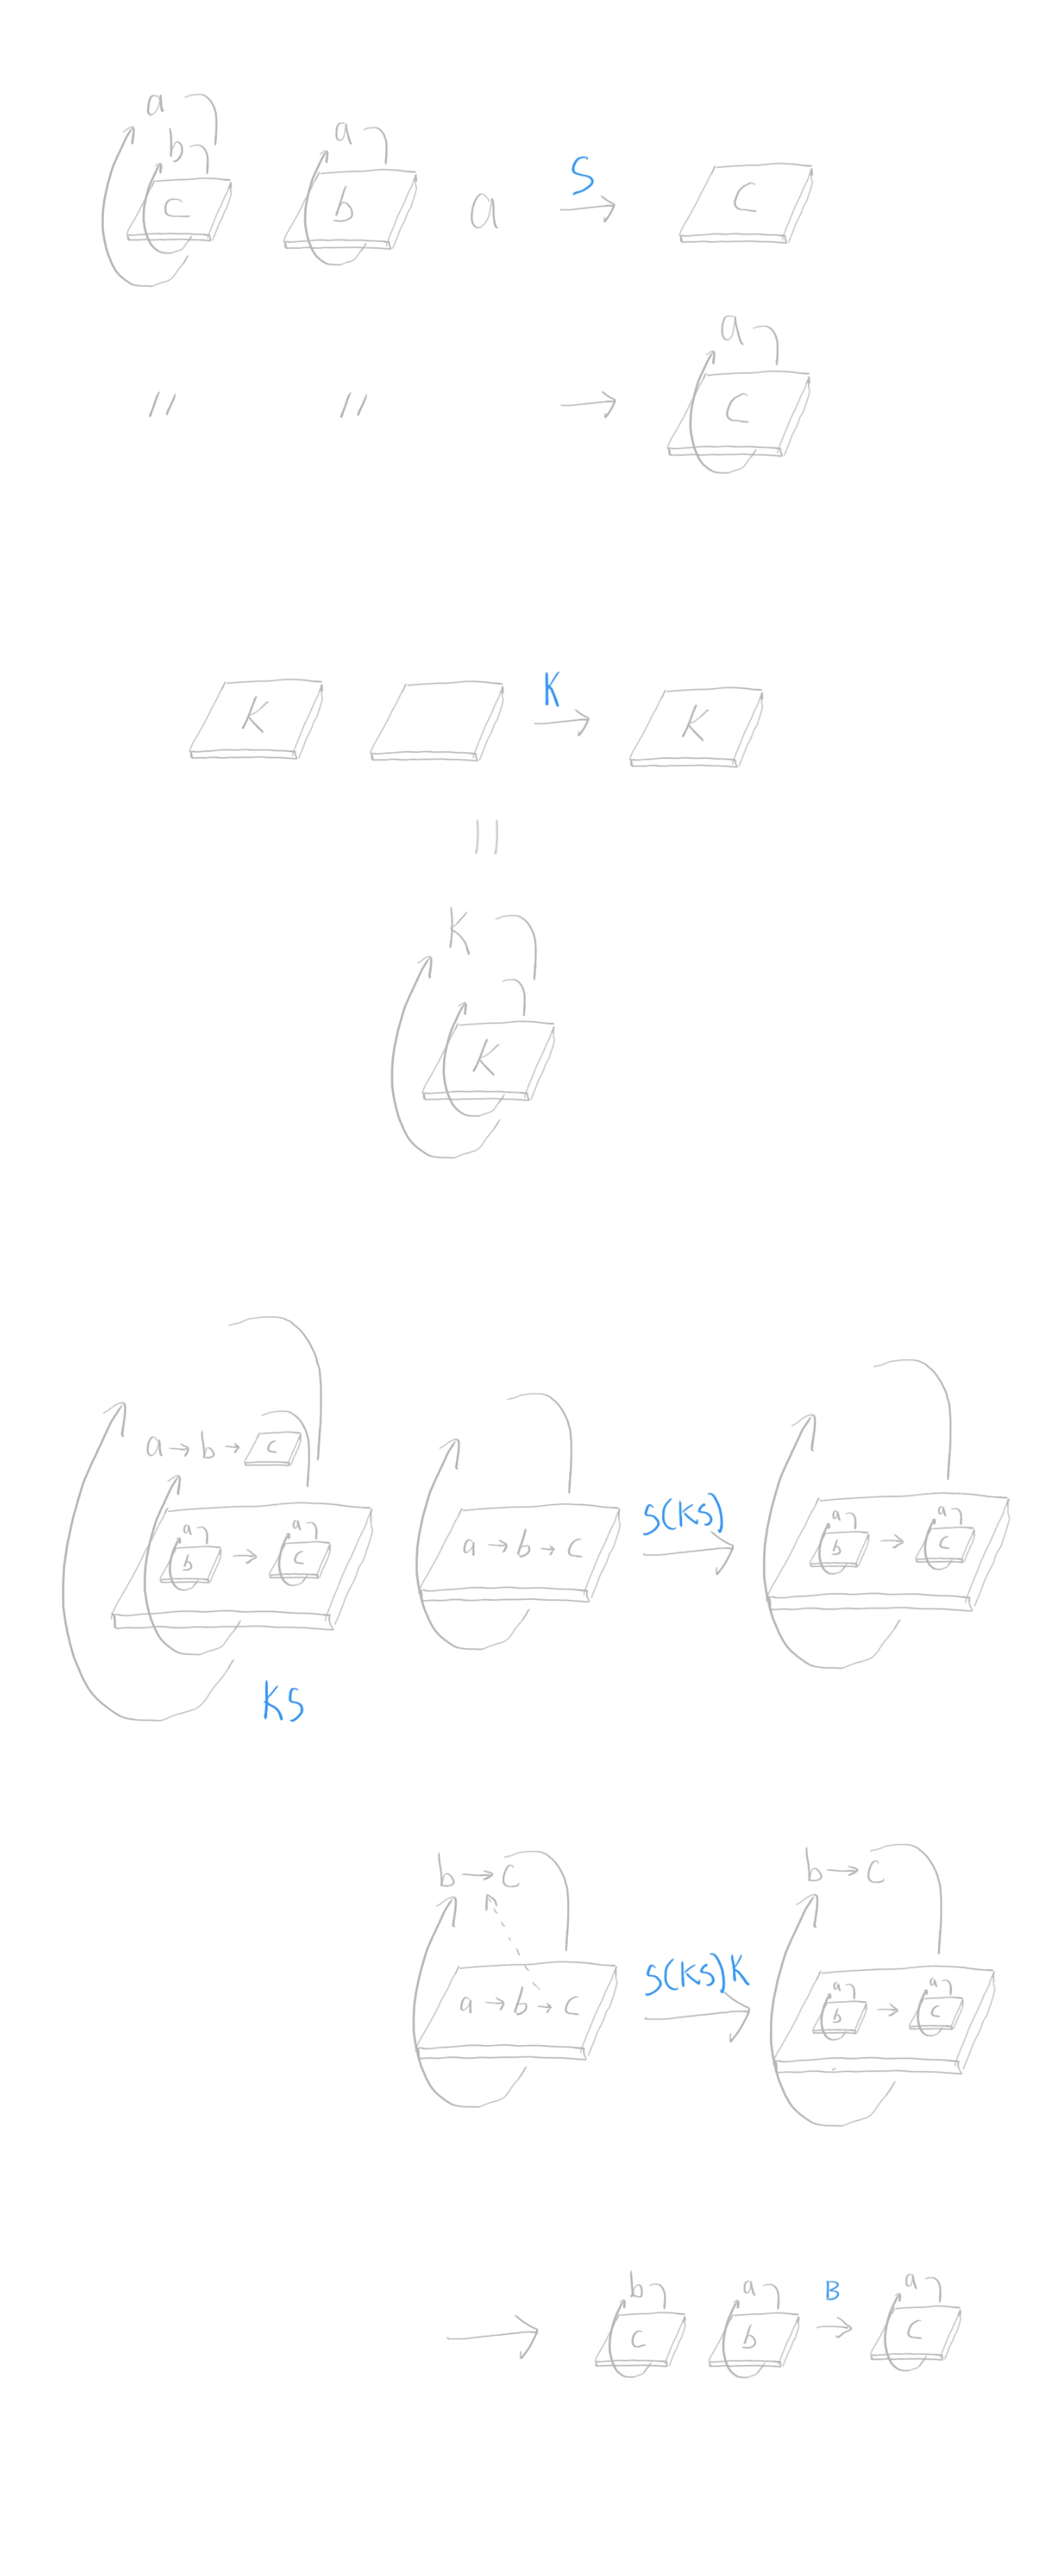 a a
b
c b a S c
a
= = → c
K K K
=
K
K
a → b → c
a a a → b → c S(KS) a a
b → c b → c
KS
b → c b → c
S(KS)K a a
a → b → c b → c
b a B a
→ c b → c